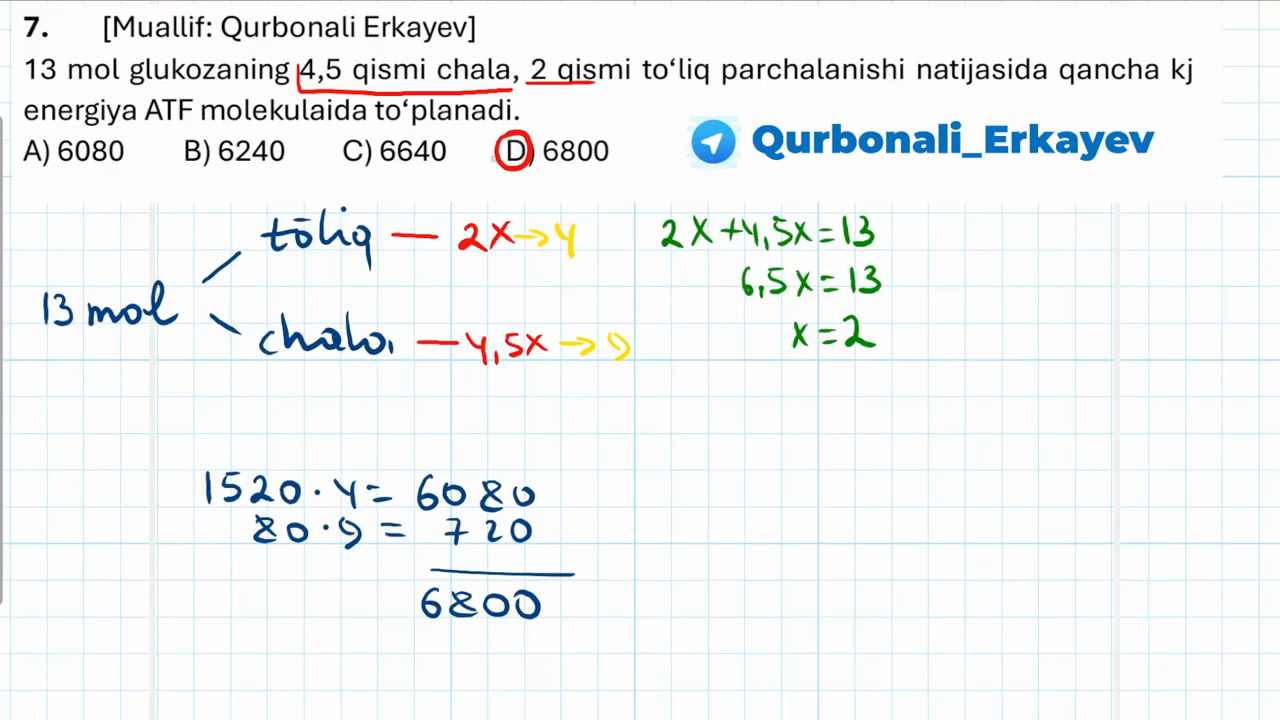 7. [Muallif: Qurbonali Erkayev]
13 mol glukozaning 4,5 qismi chala, 2 qismi to‘liq parchalanishi natijasida qancha kj
energiya ATF molekulaida to‘planadi.
A) 6080 B) 6240 C) 6640 D) 6800
Qurbonali_Erkayev
tōliq — 2x → 4
13 mol
chala — 4,5x → 9
2x + 4,5x = 13
6,5x = 13
x = 2
1520 · 4 = 6080
80 · 9 = 720
6800